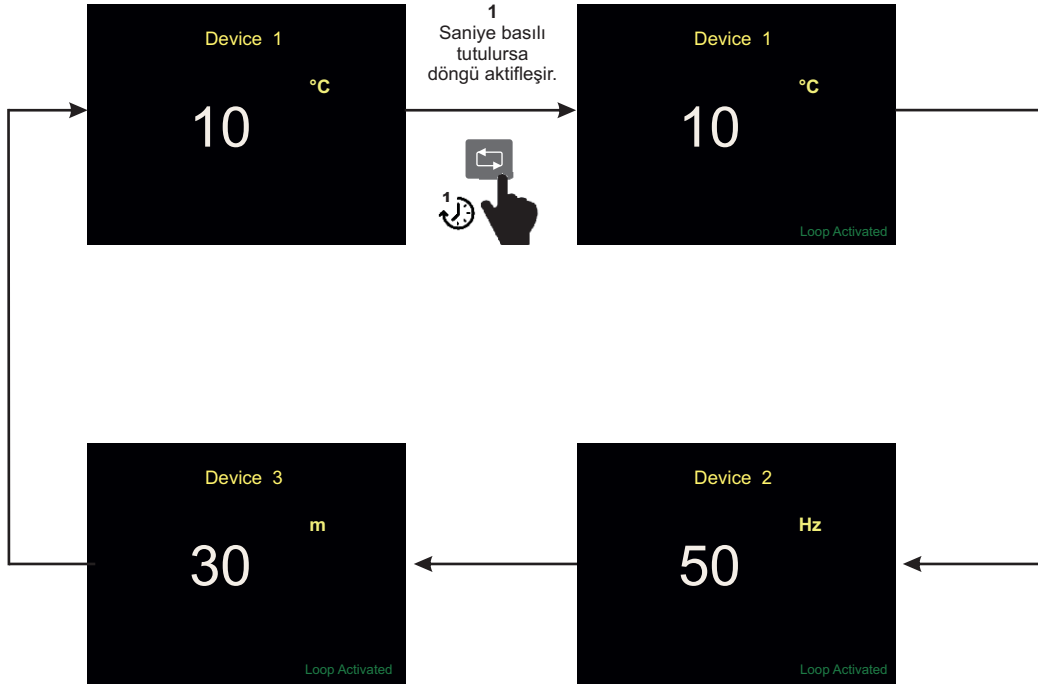 Device 1
°C
10
1
Saniye basılı
tutulursa
döngü aktifleşir.
1
Device 1
°C
10
Loop Activated
Device 3
m
30
Loop Activated
Device 2
Hz
50
Loop Activated